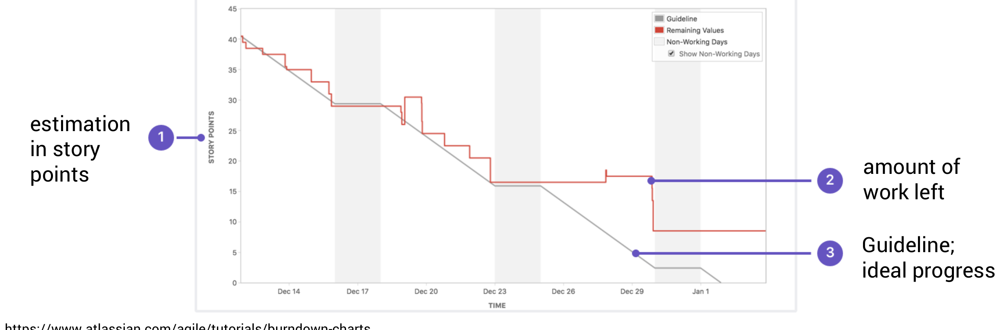 45
40
35
30
25
20
15
10
5
0
STORY POINTS
Guideline
Remaining Values
Non-Working Days
Show Non-Working Days
estimation
in story
points
1
2
amount of
work left
3
Guideline;
ideal progress
Dec 14
Dec 17
Dec 20
Dec 23
Dec 26
Dec 29
Jan 1
TIME
https://www.atlassian.com/agile/tutorials/burndown-charts